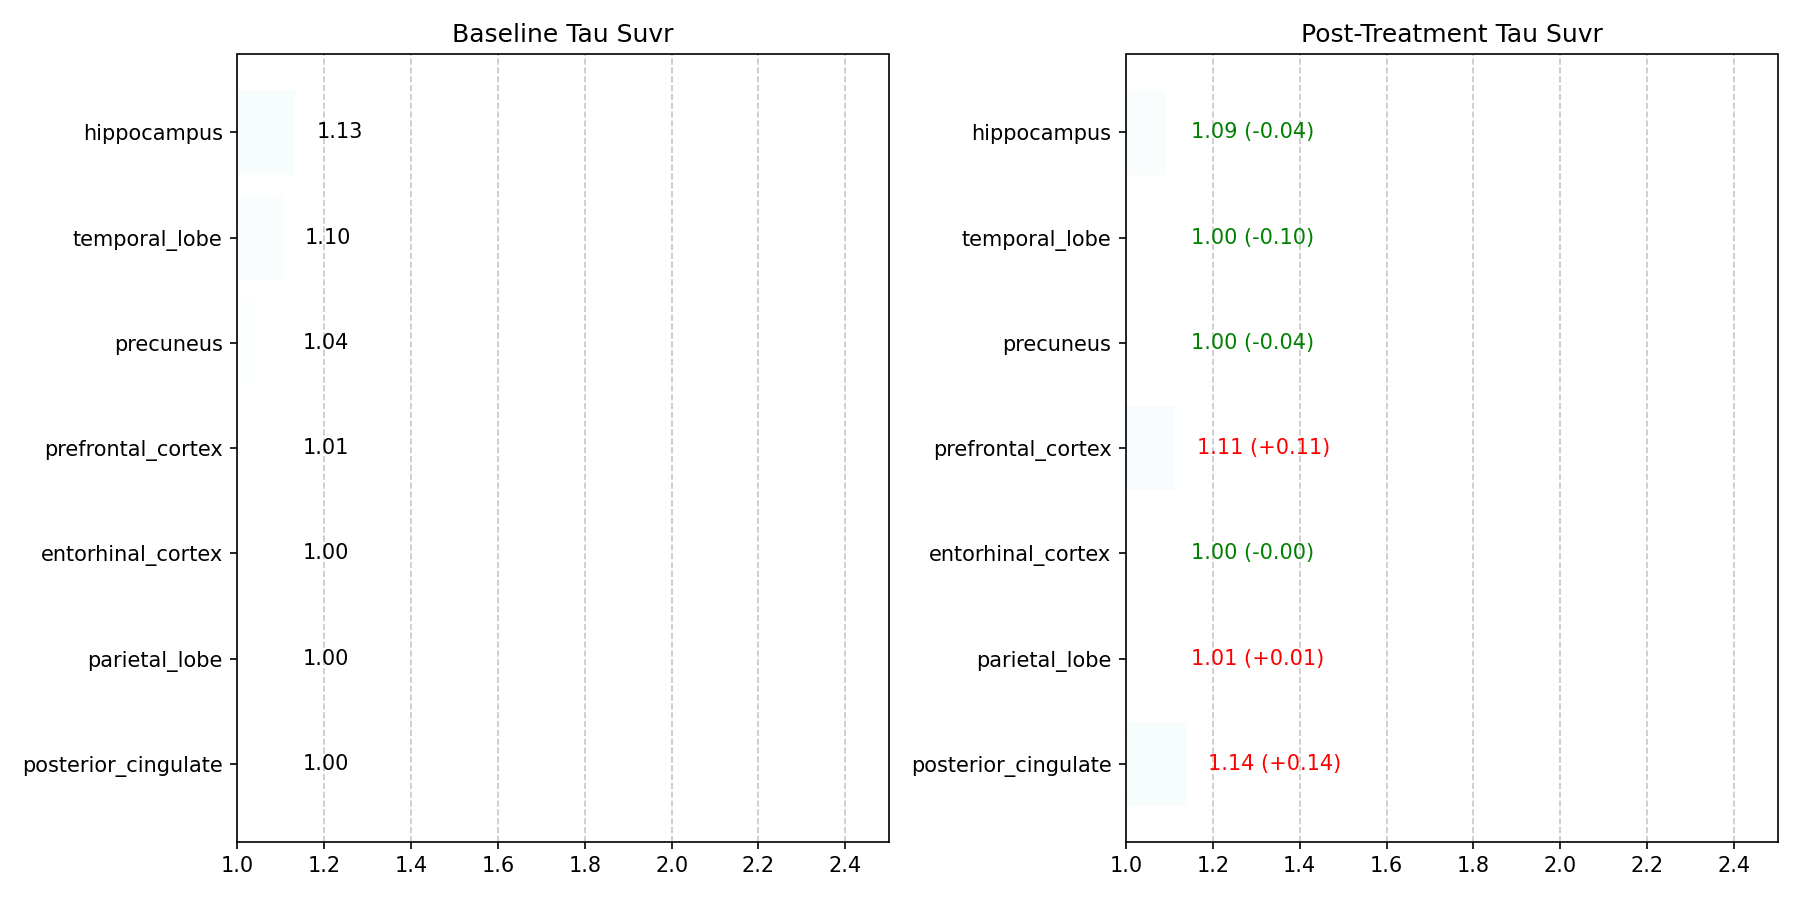 Baseline Tau Suvr
hippocampus 1.13
temporal_lobe 1.10
precuneus 1.04
prefrontal_cortex 1.01
entorhinal_cortex 1.00
parietal_lobe 1.00
posterior_cingulate 1.00
1.0 1.2 1.4 1.6 1.8 2.0 2.2 2.4
Post-Treatment Tau Suvr
hippocampus 1.09 (-0.04)
temporal_lobe 1.00 (-0.10)
precuneus 1.00 (-0.04)
prefrontal_cortex 1.11 (+0.11)
entorhinal_cortex 1.00 (-0.00)
parietal_lobe 1.01 (+0.01)
posterior_cingulate 1.14 (+0.14)
1.0 1.2 1.4 1.6 1.8 2.0 2.2 2.4